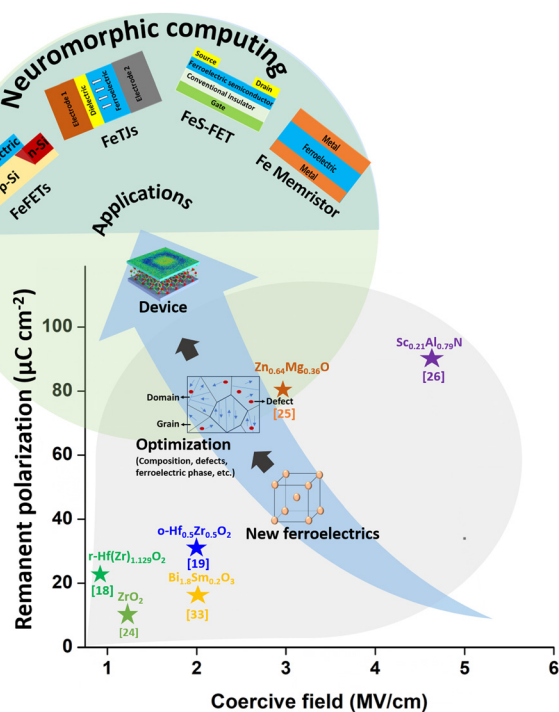 Neuromorphic computing
Source
Drain
Ferroelectric semiconductor
Conventional insulator
Gate
FeS-FET
Electrode 1
Dielectric
Ferroelectric
Electrode 2
FeTJs
n-Si
p-Si
FeFETs
Metal
Ferroelectric
Metal
Fe Memristor
Applications
Device
Domain
Grain
Defect
Optimization
(Composition, defects,
ferroelectric phase, etc.)
New ferroelectrics
Sc0.21Al0.79N
[26]
Zn0.64Mg0.36O
[25]
o-Hf0.5Zr0.5O2
[19]
r-Hf(Zr)1.129O2
[18]
Bi1.8Sm0.2O3
[33]
ZrO2
[24]
Remanent polarization (μC cm-2)
100
80
60
40
20
0
1 2 3 4 5 6
Coercive field (MV/cm)